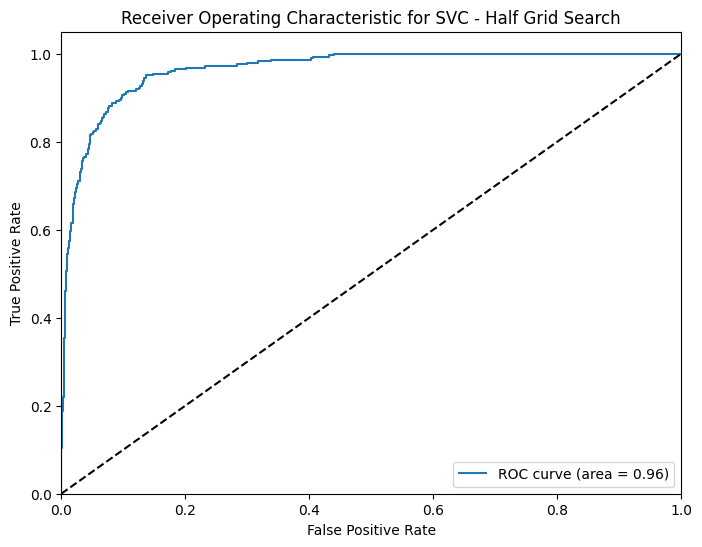 Receiver Operating Characteristic for SVC - Half Grid Search
True Positive Rate
1.0
0.8
0.6
0.4
0.2
0.0
0.0 0.2 0.4 0.6 0.8 1.0
False Positive Rate
ROC curve (area = 0.96)